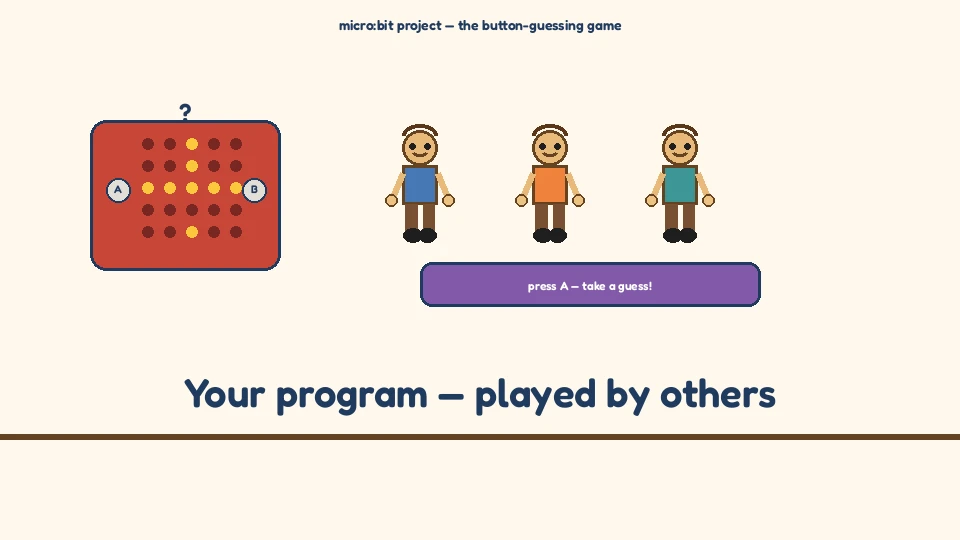 micro:bit project — the button-guessing game
?
A
B
press A — take a guess!
Your program — played by others